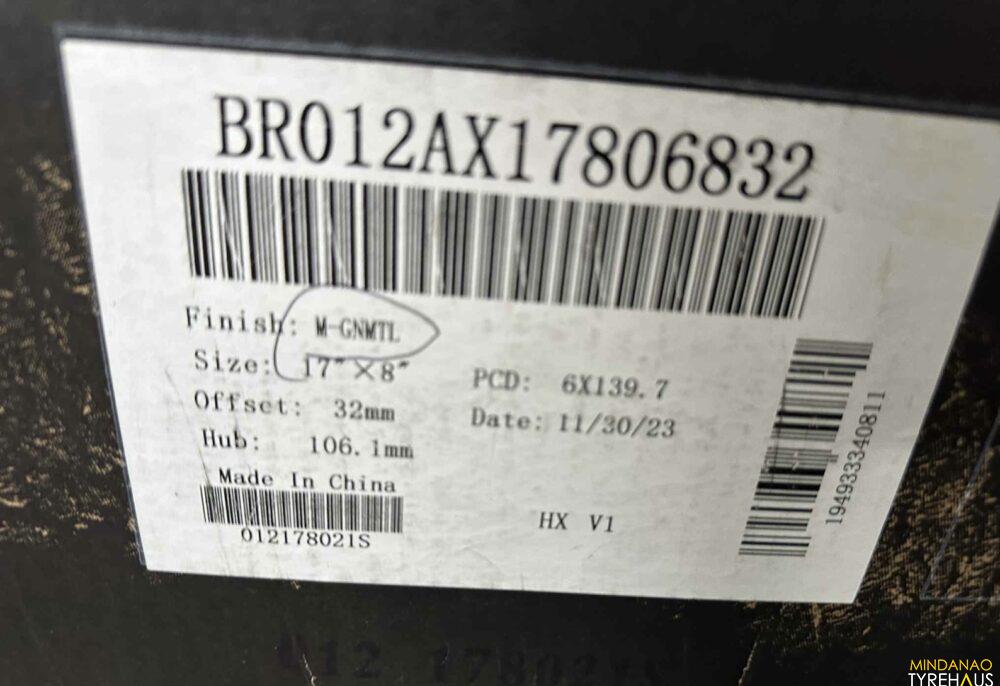 BR012AX17806832
Finish: M-GNMTL
Size: 17"×8"
PCD: 6X139.7
Offset: 32mm
Date: 11/30/23
Hub: 106.1mm
Made In China
012178021S
HX V1
194933340811
MINDANAO
TYREHAUS